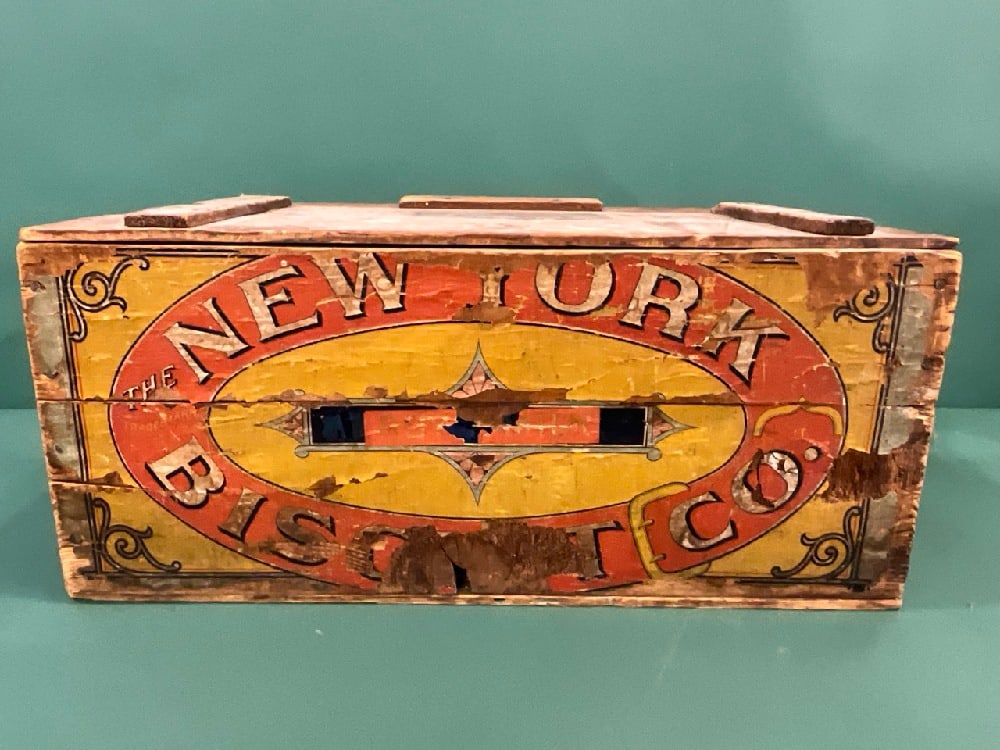 THE
NEW YORK
BISCUIT CO.